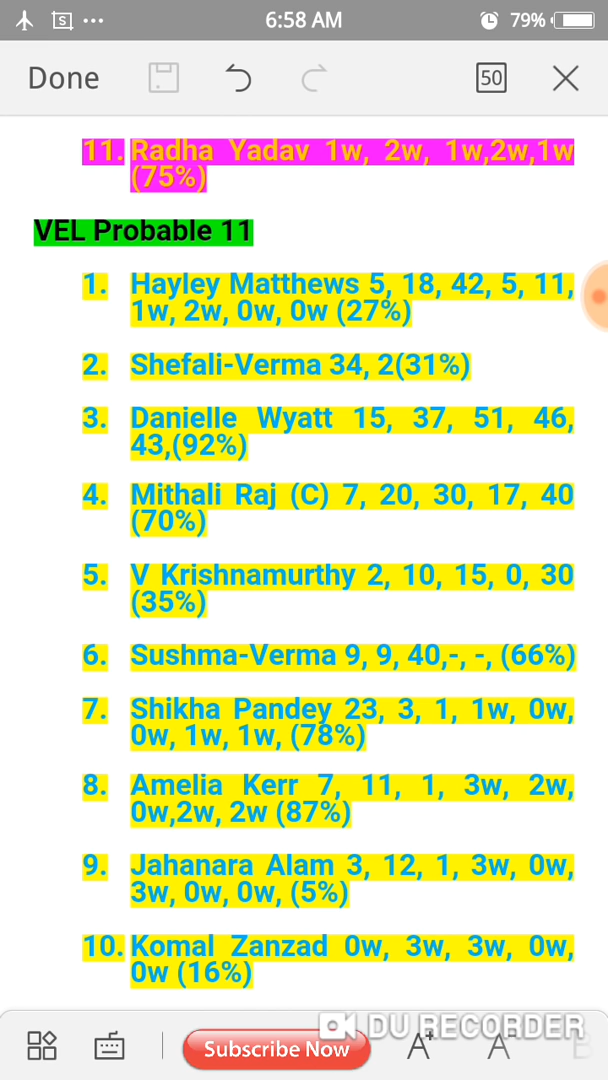 6:58 AM
79%
Done
50
11. Radha Yadav 1w, 2w, 1w,2w,1w
(75%)
VEL Probable 11
1. Hayley Matthews 5, 18, 42, 5, 11,
1w, 2w, 0w, 0w (27%)
2. Shefali-Verma 34, 2(31%)
3. Danielle Wyatt 15, 37, 51, 46,
43,(92%)
4. Mithali Raj (C) 7, 20, 30, 17, 40
(70%)
5. V Krishnamurthy 2, 10, 15, 0, 30
(35%)
6. Sushma-Verma 9, 9, 40,-, -, (66%)
7. Shikha Pandey 23, 3, 1, 1w, 0w,
0w, 1w, 1w, (78%)
8. Amelia Kerr 7, 11, 1, 3w, 2w,
0w,2w, 2w (87%)
9. Jahanara Alam 3, 12, 1, 3w, 0w,
3w, 0w, 0w, (5%)
10. Komal Zanzad 0w, 3w, 3w, 0w,
0w (16%)
DU RECORDER
Subscribe Now
A+
A-
B